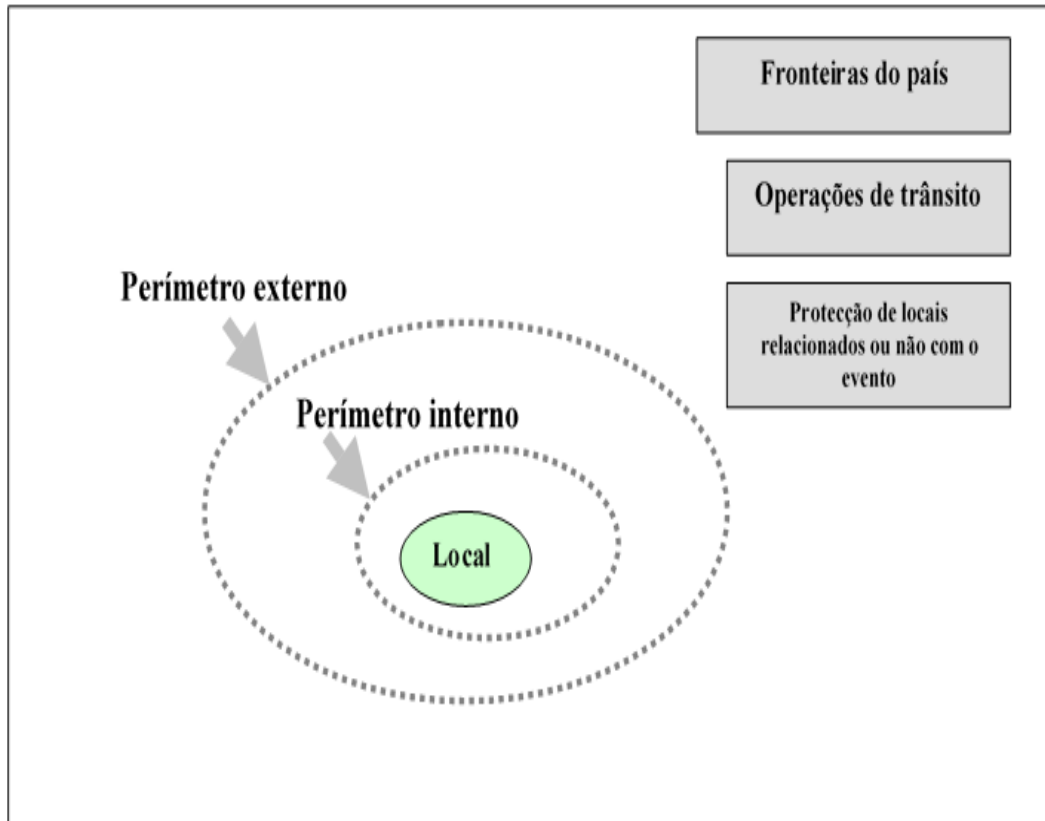 Fronteiras do país
Operações de trânsito
Perímetro externo
Protecção de locais
relacionados ou não com o
evento
Perímetro interno
Local